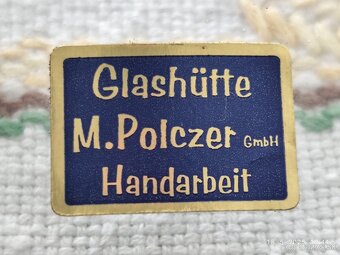 Glashütte
M.Polczer GmbH
Handarbeit